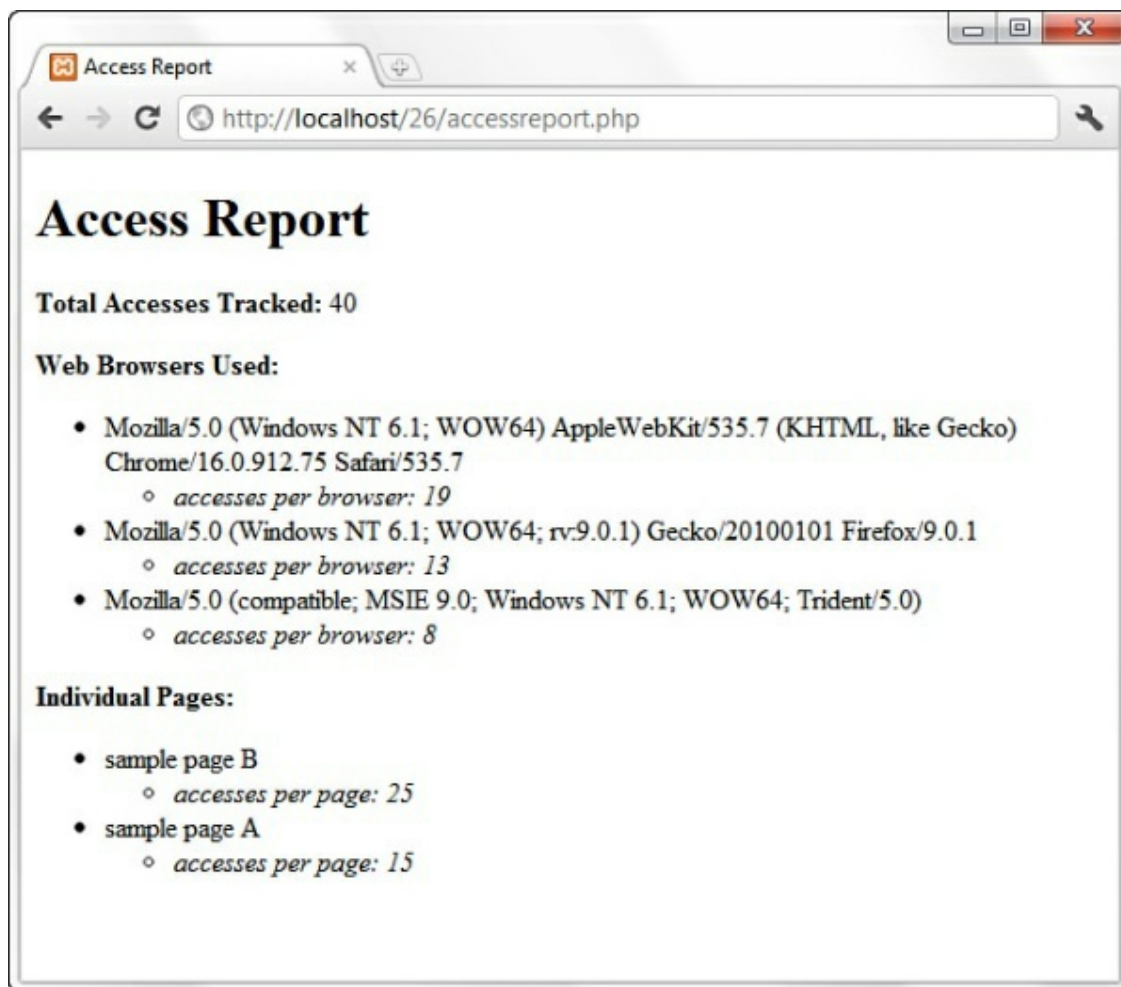 Access Report
http://localhost/26/accessreport.php
Access Report
Total Accesses Tracked: 40
Web Browsers Used:
Mozilla/5.0 (Windows NT 6.1; WOW64) AppleWebKit/535.7 (KHTML, like Gecko)
Chrome/16.0.912.75 Safari/535.7
accesses per browser: 19
Mozilla/5.0 (Windows NT 6.1; WOW64; rv:9.0.1) Gecko/20100101 Firefox/9.0.1
accesses per browser: 13
Mozilla/5.0 (compatible; MSIE 9.0; Windows NT 6.1; WOW64; Trident/5.0)
accesses per browser: 8
Individual Pages:
sample page B
accesses per page: 25
sample page A
accesses per page: 15